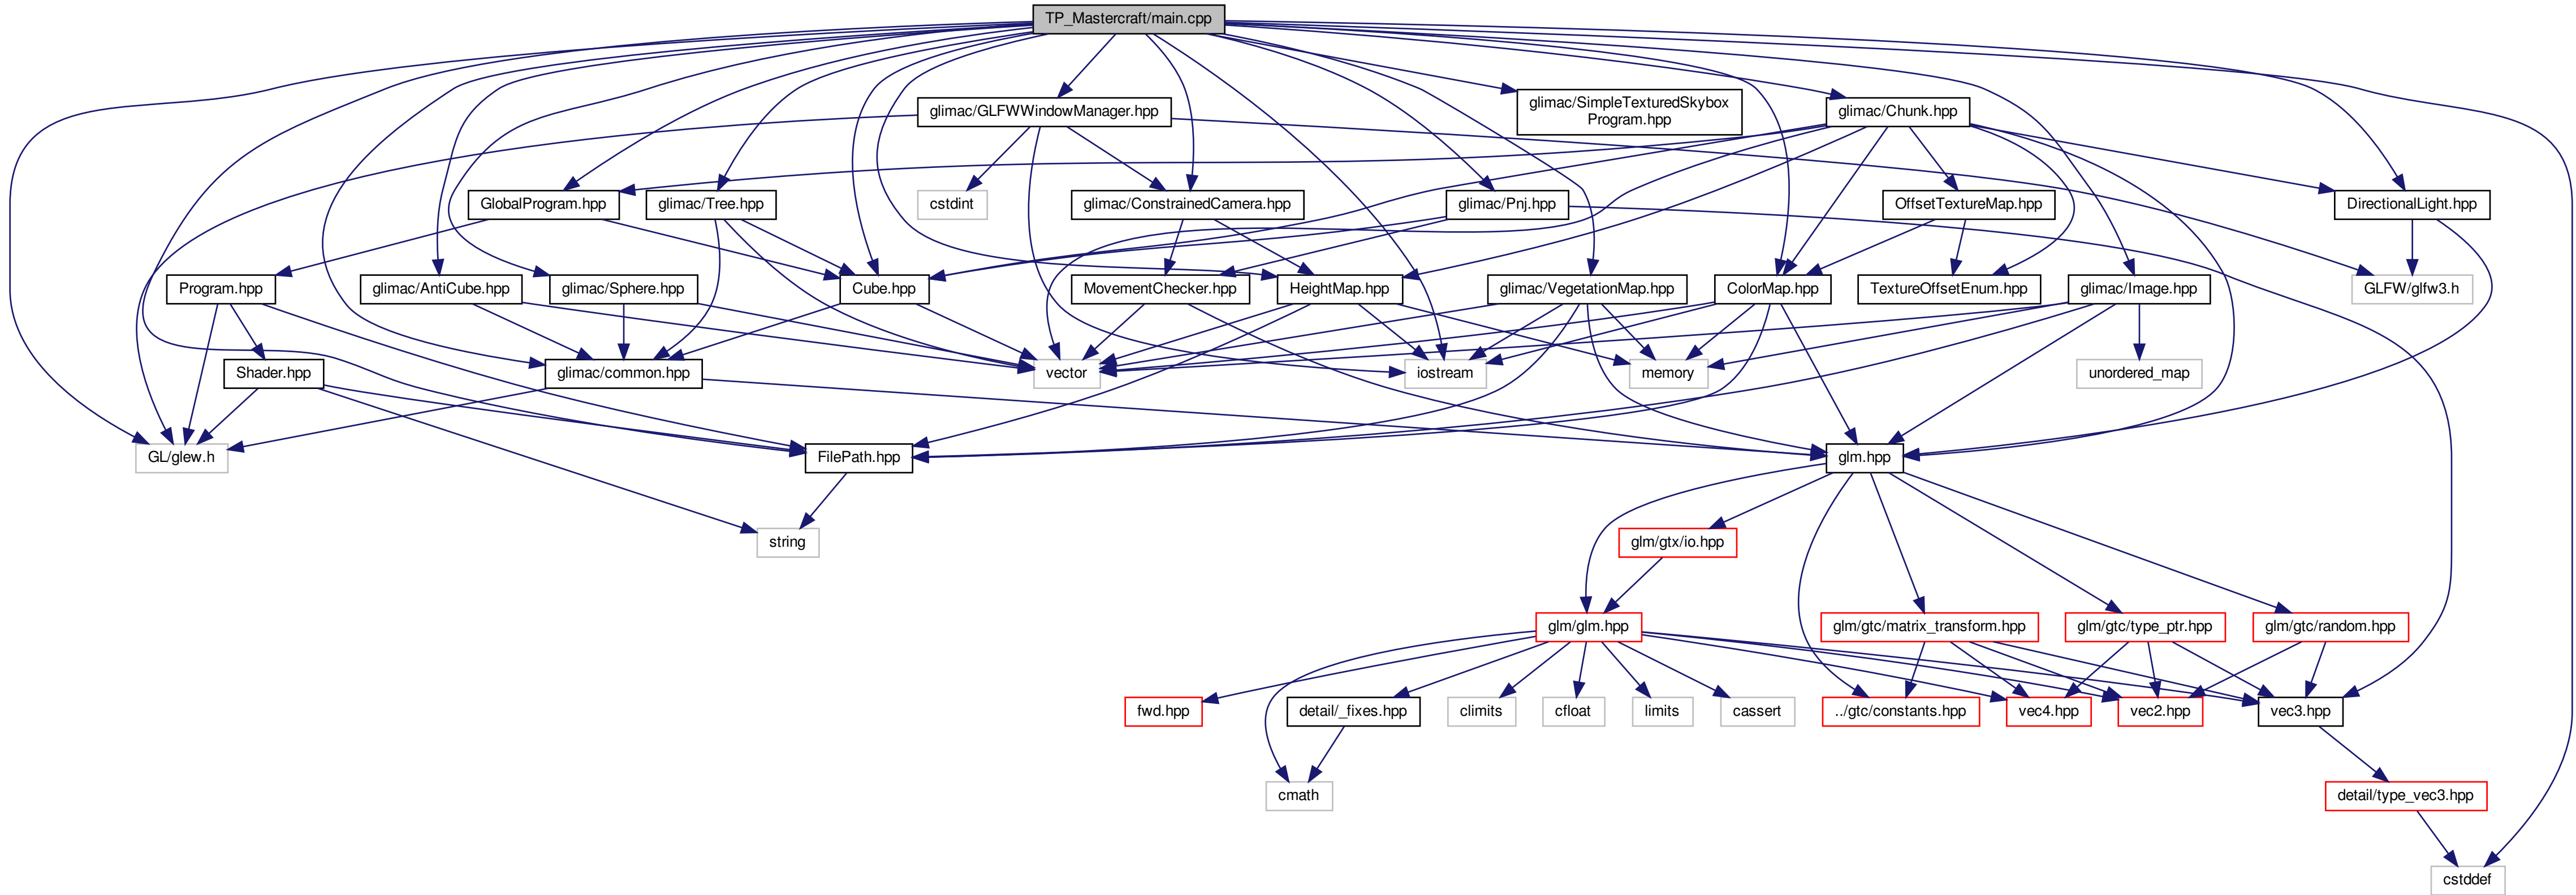 TP_Mastercraft/main.cpp
glimac/GLFWWindowManager.hpp
glimac/SimpleTexturedSkybox
Program.hpp
glimac/Chunk.hpp
GlobalProgram.hpp
glimac/Tree.hpp
cstdint
glimac/ConstrainedCamera.hpp
glimac/Pnj.hpp
OffsetTextureMap.hpp
DirectionalLight.hpp
Program.hpp
glimac/AntiCube.hpp
glimac/Sphere.hpp
Cube.hpp
MovementChecker.hpp
HeightMap.hpp
glimac/VegetationMap.hpp
ColorMap.hpp
TextureOffsetEnum.hpp
glimac/Image.hpp
GLFW/glfw3.h
Shader.hpp
glimac/common.hpp
vector
iostream
memory
unordered_map
GL/glew.h
FilePath.hpp
glm.hpp
string
glm/gtx/io.hpp
glm/glm.hpp
glm/gtc/matrix_transform.hpp
glm/gtc/type_ptr.hpp
glm/gtc/random.hpp
fwd.hpp
detail/_fixes.hpp
climits
cfloat
limits
cassert
../gtc/constants.hpp
vec4.hpp
vec2.hpp
vec3.hpp
cmath
detail/type_vec3.hpp
cstddef